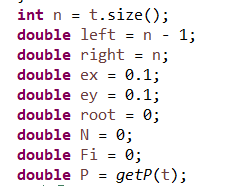 int n = t.size();
double left = n - 1;
double right = n;
double ex = 0.1;
double ey = 0.1;
double root = 0;
double N = 0;
double Fi = 0;
double P = getP(t);